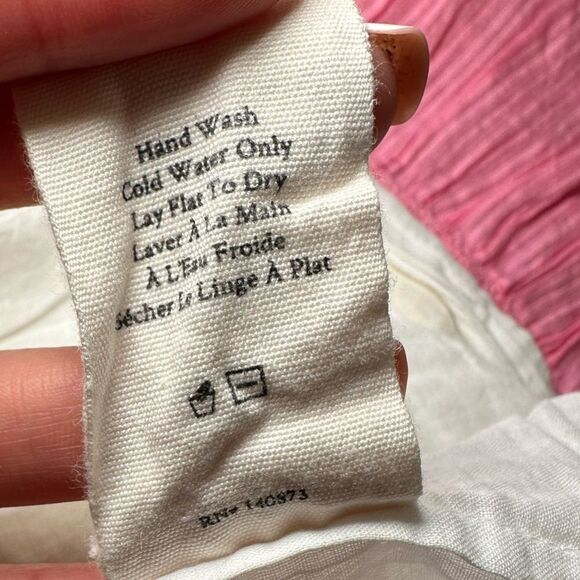 Hand Wash
Cold Water Only
Lay Flat To Dry
Laver À La Main
À L'Eau Froide
Sécher le Linge À Plat
RN# 140873